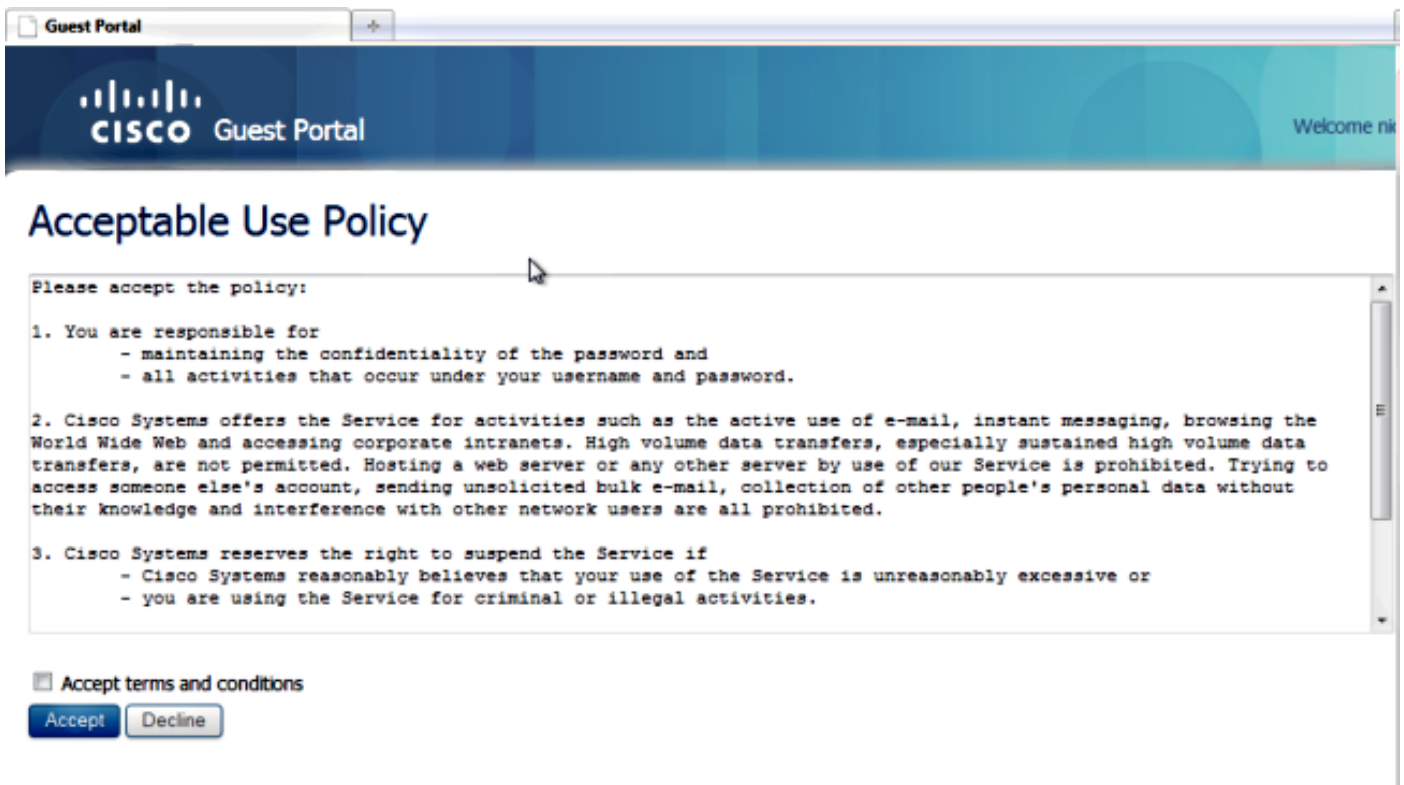 Guest Portal
CISCO Guest Portal
Welcome
Acceptable Use Policy
Please accept the policy:
1. You are responsible for
- maintaining the confidentiality of the password and
- all activities that occur under your username and password.
2. Cisco Systems offers the Service for activities such as the active use of e-mail, instant messaging, browsing the
World Wide Web and accessing corporate intranets. High volume data transfers, especially sustained high volume data
transfers, are not permitted. Hosting a web server or any other server by use of our Service is prohibited. Trying to
access someone else's account, sending unsolicited bulk e-mail, collection of other people's personal data without
their knowledge and interference with other network users are all prohibited.
3. Cisco Systems reserves the right to suspend the Service if
- Cisco Systems reasonably believes that your use of the Service is unreasonably excessive or
- you are using the Service for criminal or illegal activities.
Accept terms and conditions
Accept Decline